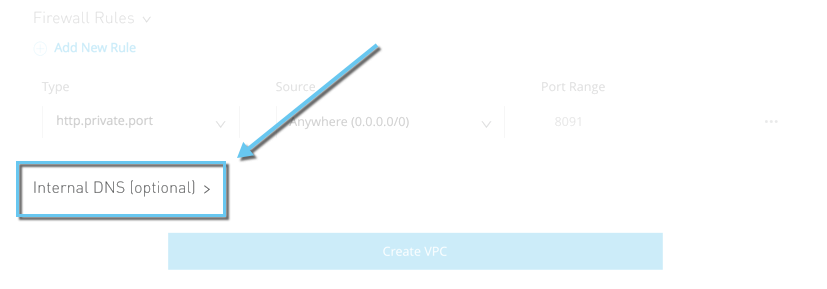 Firewall Rules
Add New Rule
Type Source Port Range
http.private.port Anywhere (0.0.0.0/0) 8091
Internal DNS (optional) >
Create VPC